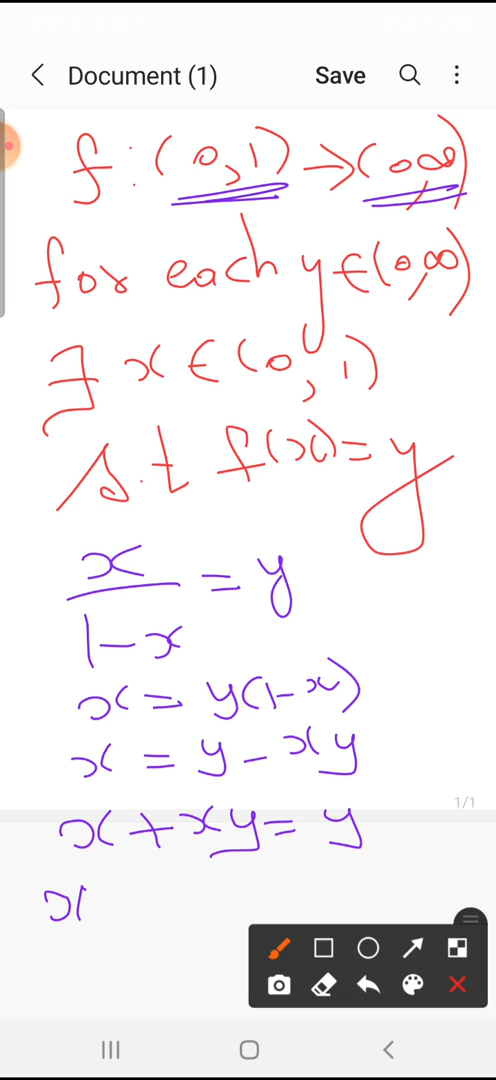 Document (1) Save
f : (0,1) → (0,∞)
for each y ∈ (0,∞)
∃ x ∈ (0,1)
s.t f(x) = y
x/(1-x) = y
x = y(1-x)
x = y - xy
1/1
x + xy = y
x